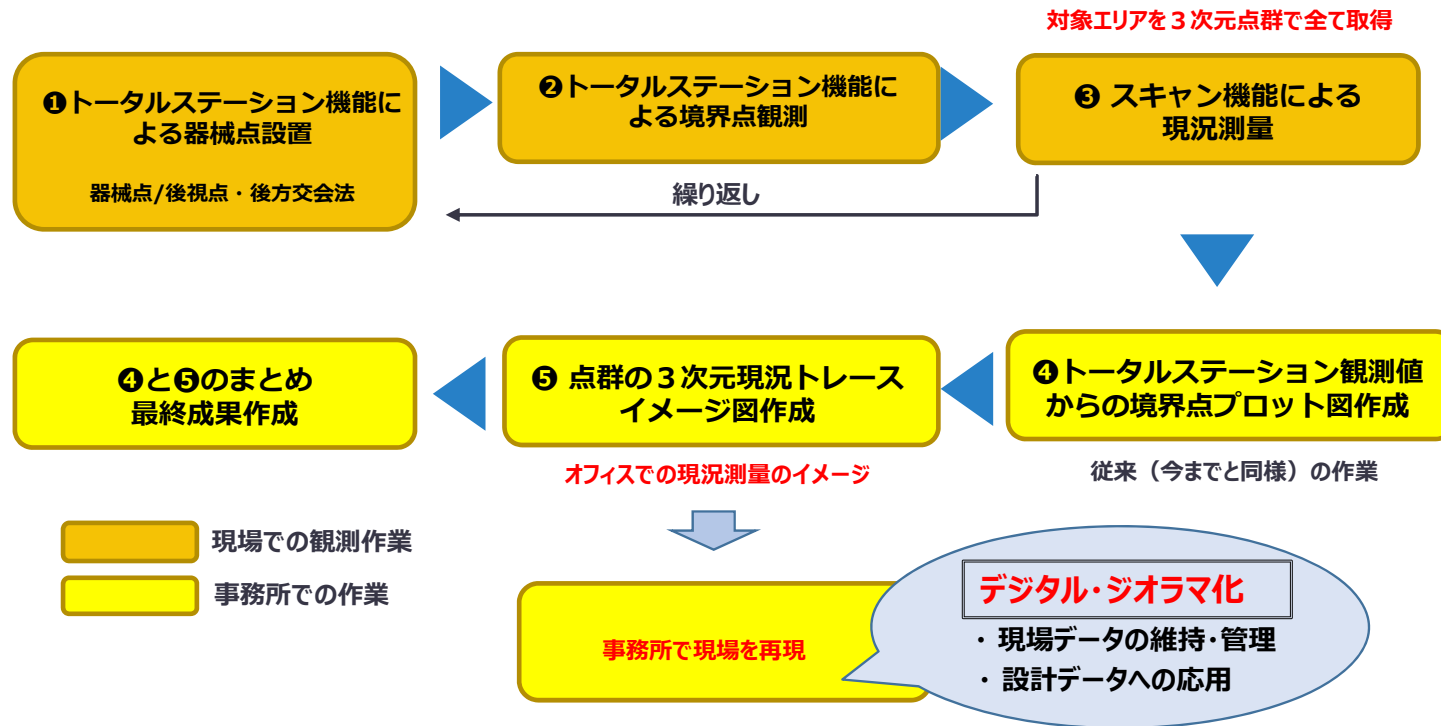 対象エリアを３次元点群で全て取得
❶トータルステーション機能に
よる器械点設置
器械点/後視点・後方交会法
❷トータルステーション機能に
よる境界点観測
❸ スキャン機能による
現況測量
繰り返し
❹トータルステーション観測値
からの境界点プロット図作成
従来（今までと同様）の作業
❺ 点群の３次元現況トレース
イメージ図作成
オフィスでの現況測量のイメージ
❹と❺のまとめ
最終成果作成
現場での観測作業
事務所での作業
事務所で現場を再現
デジタル・ジオラマ化
・ 現場データの維持・管理
・ 設計データへの応用